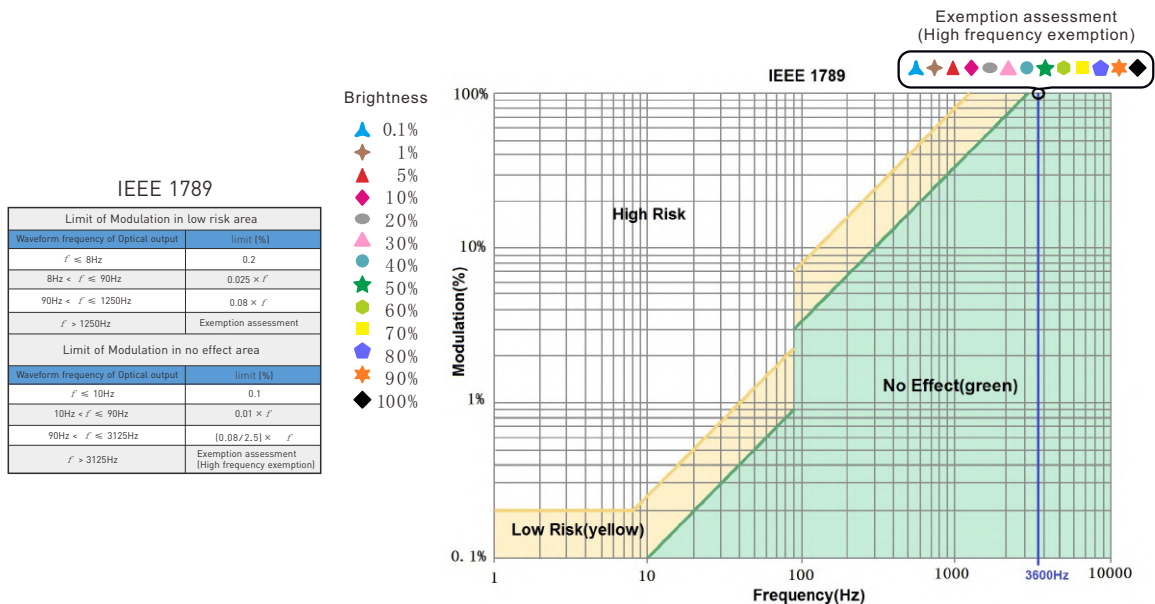 Exemption assessment
(High frequency exemption)
IEEE 1789
Brightness
0.1%
1%
5%
10%
20%
30%
40%
50%
60%
70%
80%
90%
100%
IEEE 1789
Limit of Modulation in low risk area
Waveform frequency of Optical output limit (%)
f ≤ 8Hz 0.2
8Hz < f ≤ 90Hz 0.025 × f
90Hz < f ≤ 1250Hz 0.08 × f
f > 1250Hz Exemption assessment
Limit of Modulation in no effect area
Waveform frequency of Optical output limit (%)
f ≤ 10Hz 0.1
10Hz < f ≤ 90Hz 0.01 × f
90Hz < f ≤ 3125Hz (0.08/2.5) × f
f > 3125Hz Exemption assessment
(High frequency exemption)
Modulation(%)
100%
10%
1%
0.1%
High Risk
No Effect(green)
Low Risk(yellow)
1 10 100 1000 3600Hz 10000
Frequency(Hz)